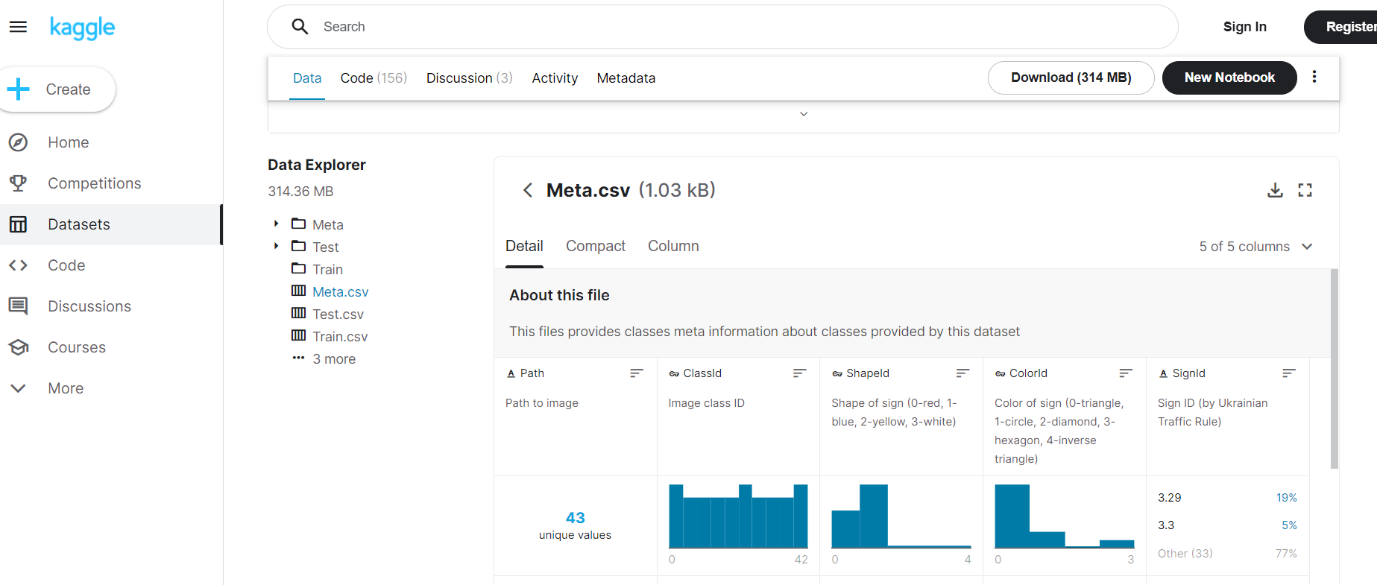 kaggle
Search
Sign In
Register
Create
Home
Competitions
Datasets
Code
Discussions
Courses
More
Data Code (156) Discussion (3) Activity Metadata
Download (314 MB) New Notebook
Data Explorer
314.36 MB
Meta
Test
Train
Meta.csv
Test.csv
Train.csv
3 more
Meta.csv (1.03 kB)
Detail Compact Column
5 of 5 columns
About this file
This files provides classes meta information about classes provided by this dataset
Path
Path to image
43
unique values
ClassId
Image class ID
0 42
ShapeId
Shape of sign (0-red, 1-
blue, 2-yellow, 3-white)
0 4
ColorId
Color of sign (0-triangle,
1-circle, 2-diamond, 3-
hexagon, 4-inverse
triangle)
0 3
SignId
Sign ID (by Ukrainian
Traffic Rule)
3.29 19%
3.3 5%
Other (33) 77%